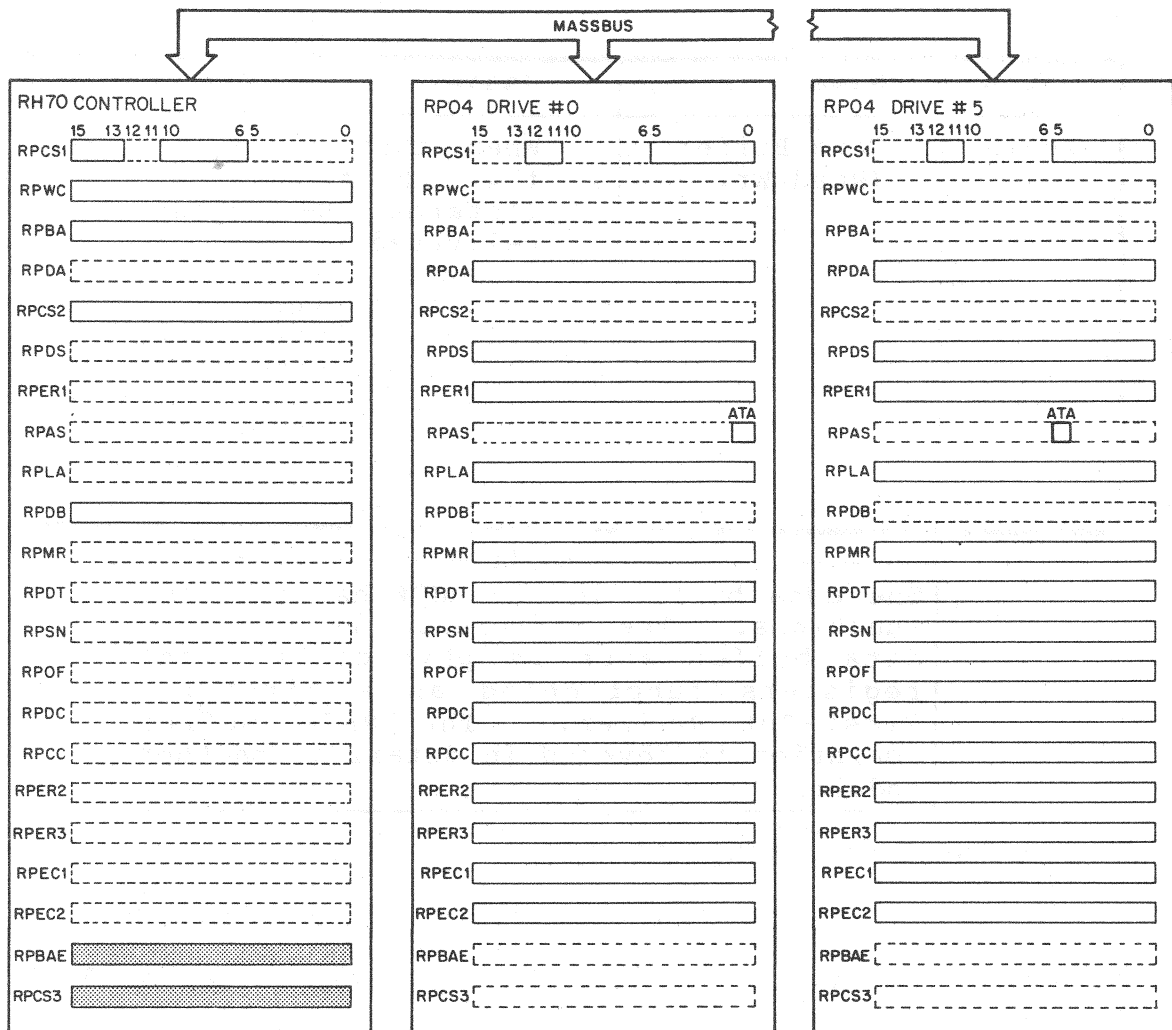 MASSBUS
RH70 CONTROLLER
15 13 12 11 10 6 5 0
RPCS1
RPWC
RPBA
RPDA
RPCS2
RPDS
RPER1
RPAS
RPLA
RPDB
RPMR
RPDT
RPSN
RPOF
RPDC
RPCC
RPER2
RPER3
RPEC1
RPEC2
RPBAE
RPCS3
RP04 DRIVE #0
15 13 12 11 10 6 5 0
RPCS1
RPWC
RPBA
RPDA
RPCS2
RPDS
RPER1
ATA
RPAS
RPLA
RPDB
RPMR
RPDT
RPSN
RPOF
RPDC
RPCC
RPER2
RPER3
RPEC1
RPEC2
RPBAE
RPCS3
RP04 DRIVE #5
15 13 12 11 10 6 5 0
RPCS1
RPWC
RPBA
RPDA
RPCS2
RPDS
RPER1
ATA
RPAS
RPLA
RPDB
RPMR
RPDT
RPSN
RPOF
RPDC
RPCC
RPER2
RPER3
RPEC1
RPEC2
RPBAE
RPCS3